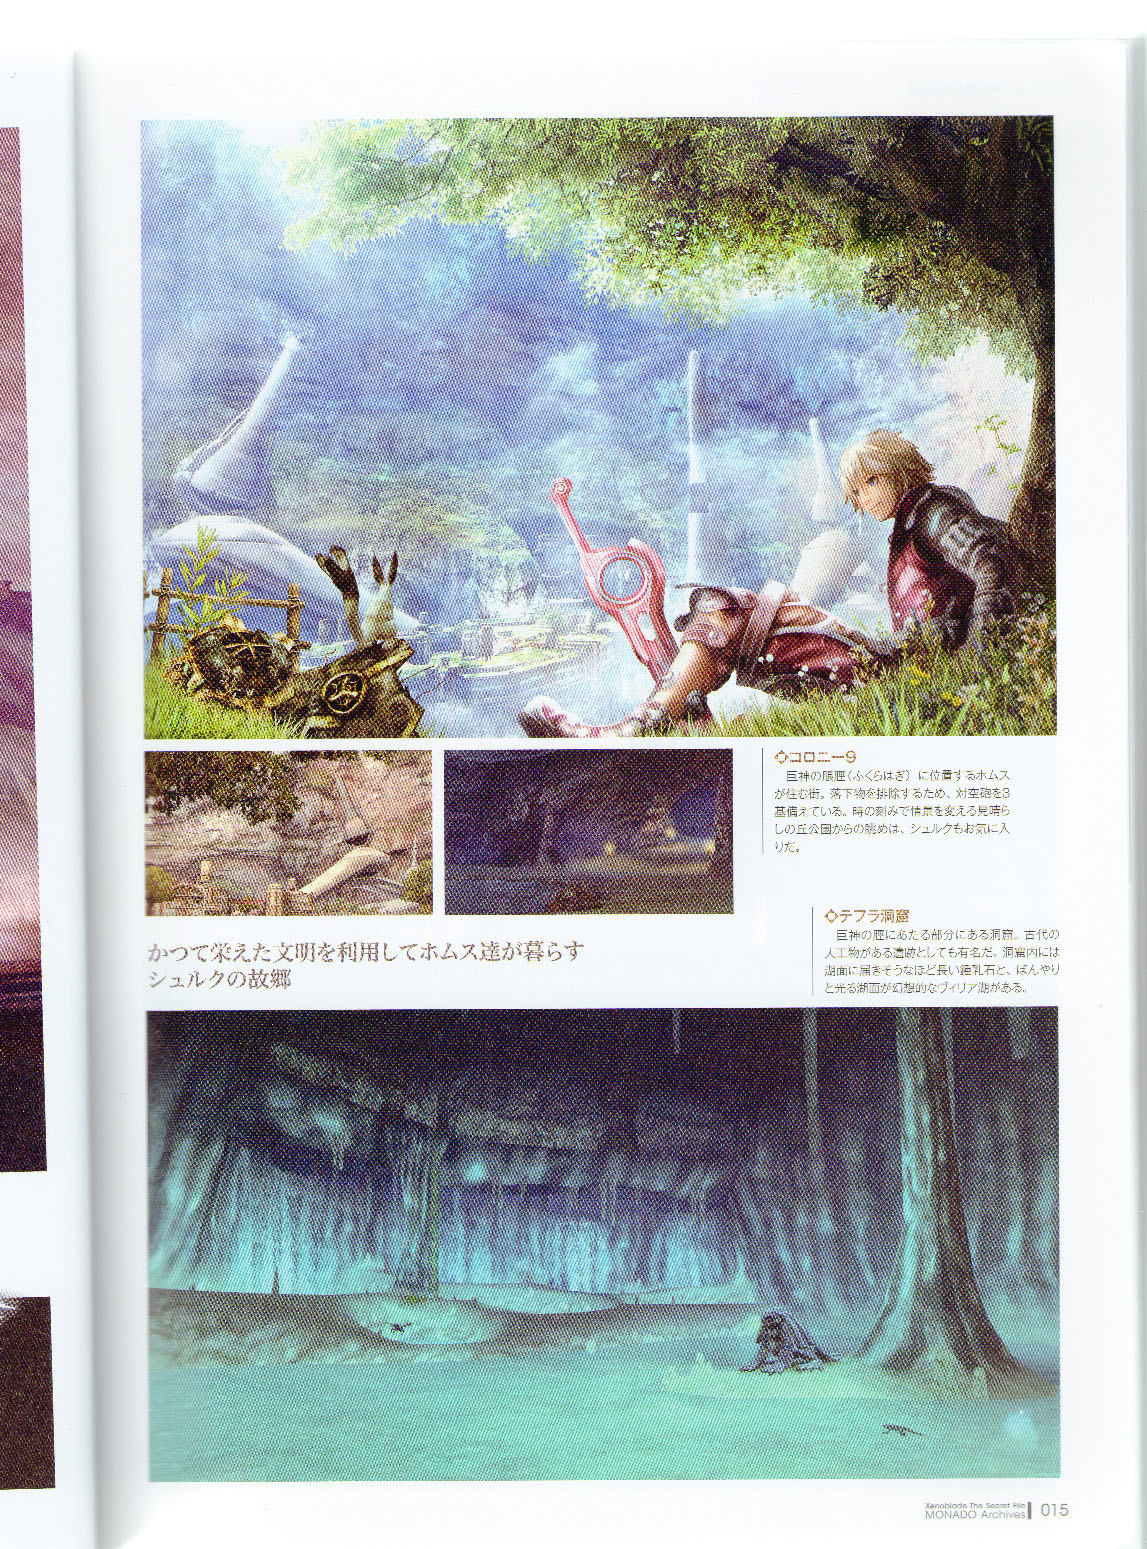 ◇コロニー9
巨神の脹脛(ふくらはぎ)に位置するホムス
が住む街。落下物を排除するため、対空砲を3
基備えている。時の刻みで情景を変える見晴ら
しの丘公園からの眺めは、シュルクもお気に入
りだ。
かつて栄えた文明を利用してホムス達が暮らす
シュルクの故郷
◇テフラ洞窟
巨神の脛にあたる部分にある洞窟。古代の
人工物がある遺跡としても有名だ。洞窟内には
湖面に届きそうなほど長い鍾乳石と、ぼんやり
と光る湖面が幻想的なヴィリア湖がある。
Xenoblade The Secret File
MONADO Archives
015